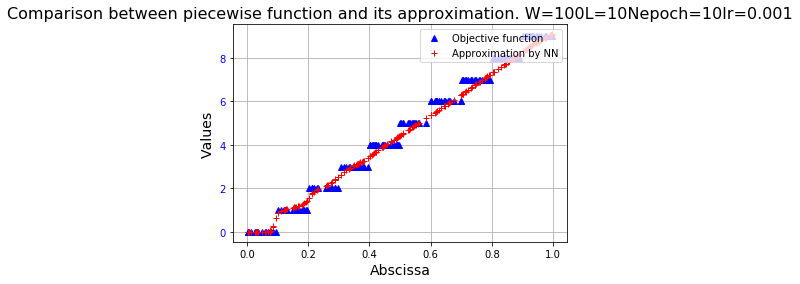 Comparison between piecewise function and its approximation. W=100L=10Nepoch=10lr=0.001
Objective function
Approximation by NN
8
6
4
2
0
Values
0.0 0.2 0.4 0.6 0.8 1.0
Abscissa